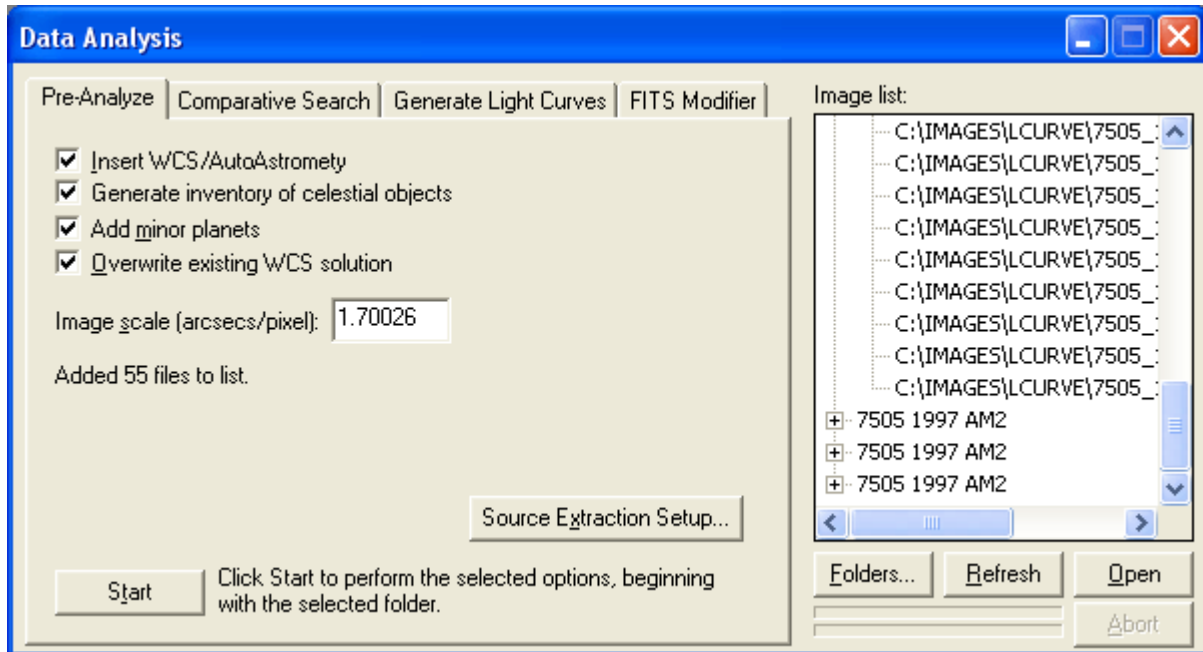 Data Analysis
Pre-Analyze
Comparative Search
Generate Light Curves
FITS Modifier
Insert WCS/AutoAstromety
Generate inventory of celestial objects
Add minor planets
Overwrite existing WCS solution
Image scale (arcsecs/pixel): 1.70026
Added 55 files to list.
Source Extraction Setup...
Start
Click Start to perform the selected options, beginning
with the selected folder.
Image list:
C:\IMAGES\LCURVE\7505_
C:\IMAGES\LCURVE\7505_
C:\IMAGES\LCURVE\7505_
C:\IMAGES\LCURVE\7505_
C:\IMAGES\LCURVE\7505_
C:\IMAGES\LCURVE\7505_
C:\IMAGES\LCURVE\7505_
C:\IMAGES\LCURVE\7505_
C:\IMAGES\LCURVE\7505_
7505 1997 AM2
7505 1997 AM2
7505 1997 AM2
Folders...
Refresh
Open
Abort